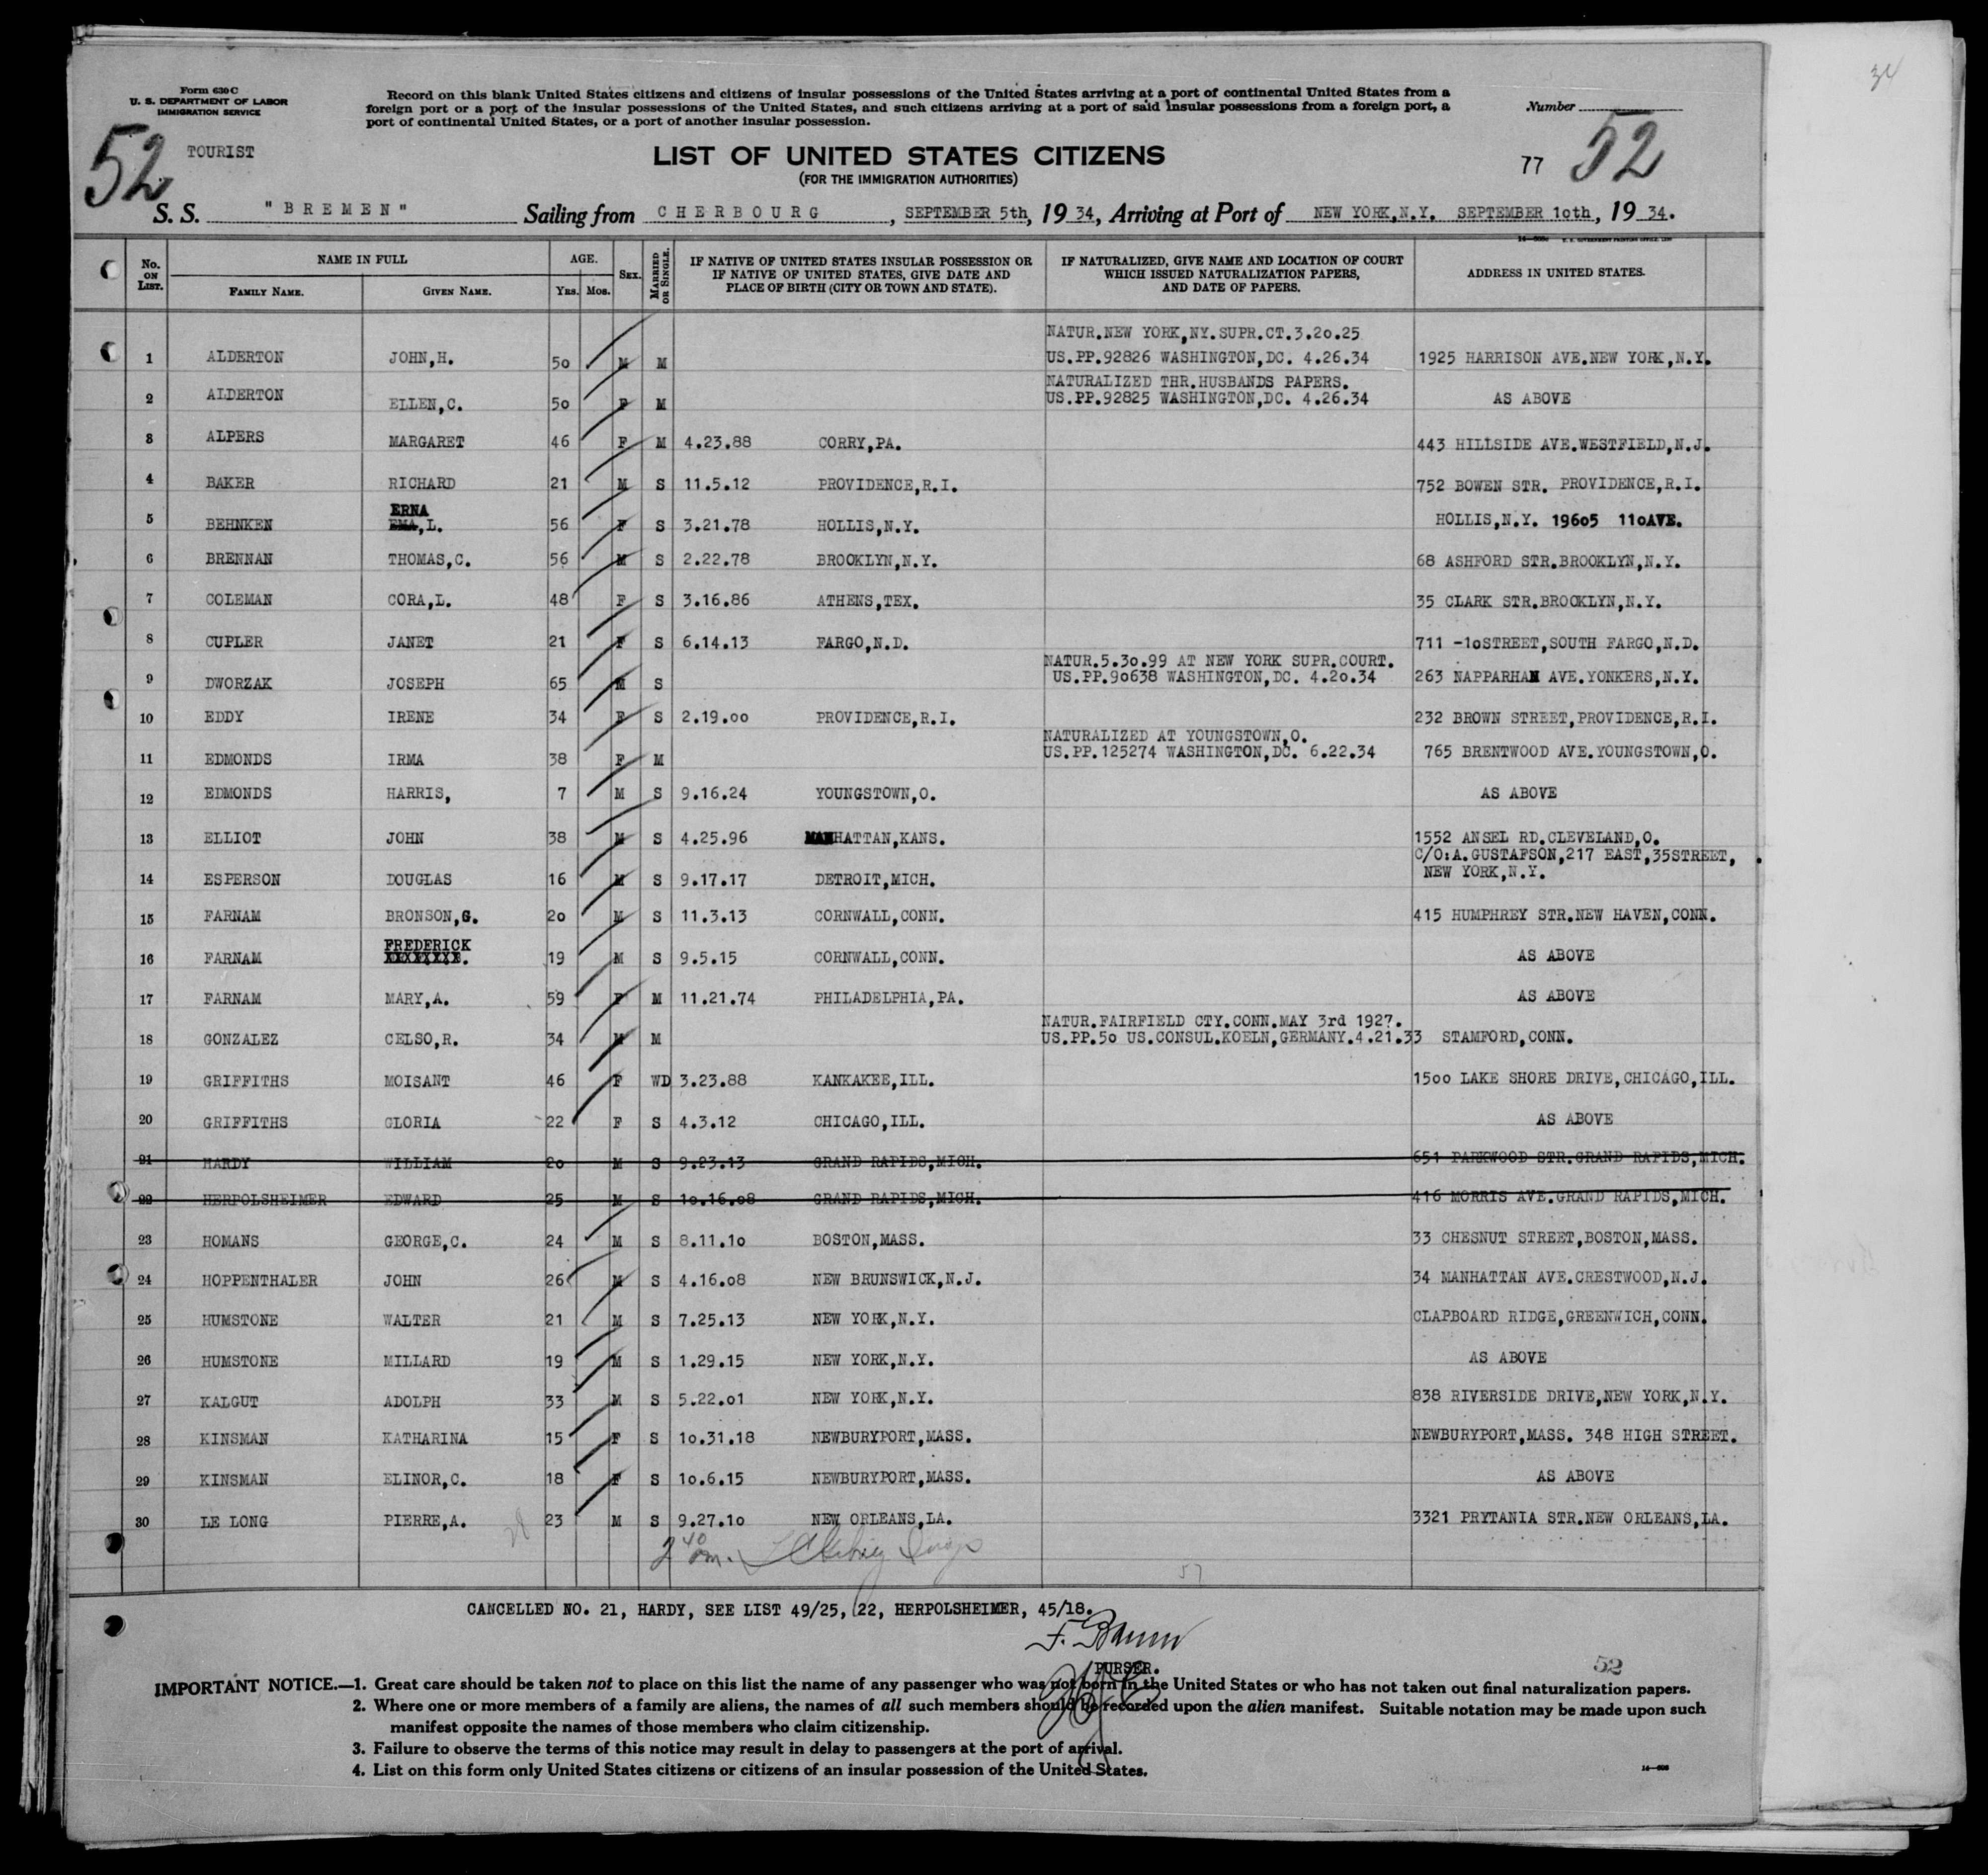 34
Form 630 C
U. S. DEPARTMENT OF LABOR
IMMIGRATION SERVICE
Record on this blank United States citizens and citizens of insular possessions of the United States arriving at a port of continental United States from a
foreign port or a port of the insular possessions of the United States, and such citizens arriving at a port of said insular possessions from a foreign port, a
port of continental United States, or a port of another insular possession.
Number
52 TOURIST
LIST OF UNITED STATES CITIZENS
(FOR THE IMMIGRATION AUTHORITIES)
77 52
S. S. "BREMEN" Sailing from CHERBOURG, SEPTEMBER 5th, 1934, Arriving at Port of NEW YORK,N.Y. SEPTEMBER 1oth, 1934.
No. ON LIST. NAME IN FULL FAMILY NAME. GIVEN NAME. AGE. YRS. MOS. SEX. MARRIED OR SINGLE. IF NATIVE OF UNITED STATES INSULAR POSSESSION OR IF NATIVE OF UNITED STATES, GIVE DATE AND PLACE OF BIRTH (CITY OR TOWN AND STATE). IF NATURALIZED, GIVE NAME AND LOCATION OF COURT WHICH ISSUED NATURALIZATION PAPERS, AND DATE OF PAPERS. ADDRESS IN UNITED STATES.
NATUR.NEW YORK,NY.SUPR.CT.3.2o.25
1 ALDERTON JOHN,H. 5o M M US.PP.92826 WASHINGTON,DC. 4.26.34 1925 HARRISON AVE.NEW YORK,N.Y.
NATURALIZED THR.HUSBANDS PAPERS.
2 ALDERTON ELLEN,C. 5o F M US.PP.92825 WASHINGTON,DC. 4.26.34 AS ABOVE
3 ALPERS MARGARET 46 F M 4.23.88 CORRY,PA. 443 HILLSIDE AVE.WESTFIELD,N.J.
4 BAKER RICHARD 21 M S 11.5.12 PROVIDENCE,R.I. 752 BOWEN STR. PROVIDENCE,R.I.
ERNA
5 BEHNKEN EMA,L. 56 F S 3.21.78 HOLLIS,N.Y. HOLLIS,N.Y. 196o5 11oAVE.
6 BRENNAN THOMAS,C. 56 M S 2.22.78 BROOKLYN,N.Y. 68 ASHFORD STR.BROOKLYN,N.Y.
7 COLEMAN CORA,L. 48 F S 3.16.86 ATHENS,TEX. 35 CLARK STR.BROOKLYN,N.Y.
8 CUPLER JANET 21 F S 6.14.13 FARGO,N.D. 711 -1oSTREET,SOUTH FARGO,N.D.
NATUR.5.3o.99 AT NEW YORK SUPR.COURT.
9 DWORZAK JOSEPH 65 M S US.PP.9o638 WASHINGTON,DC. 4.2o.34 263 NAPPARHAN AVE.YONKERS,N.Y.
10 EDDY IRENE 34 F S 2.19.oo PROVIDENCE,R.I. 232 BROWN STREET,PROVIDENCE,R.I.
NATURALIZED AT YOUNGSTOWN,O.
11 EDMONDS IRMA 38 F M US.PP.125274 WASHINGTON,DC. 6.22.34 765 BRENTWOOD AVE.YOUNGSTOWN,O.
12 EDMONDS HARRIS, 7 M S 9.16.24 YOUNGSTOWN,O. AS ABOVE
13 ELLIOT JOHN 38 M S 4.25.96 MANHATTAN,KANS. 1552 ANSEL RD.CLEVELAND,O.
C/O:A.GUSTAFSON,217 EAST,35STREET,
14 ESPERSON DOUGLAS 16 M S 9.17.17 DETROIT,MICH. NEW YORK,N.Y.
15 FARNAM BRONSON,G. 2o M S 11.3.13 CORNWALL,CONN. 415 HUMPHREY STR.NEW HAVEN,CONN.
FREDERICK
16 FARNAM XXXXXXXX. 19 M S 9.5.15 CORNWALL,CONN. AS ABOVE
17 FARNAM MARY,A. 59 F M 11.21.74 PHILADELPHIA,PA. AS ABOVE
NATUR.FAIRFIELD CTY.CONN.MAY 3rd 1927.
18 GONZALEZ CELSO,R. 34 M M US.PP.5o US.CONSUL.KOELN,GERMANY.4.21.33 STAMFORD,CONN.
19 GRIFFITHS MOISANT 46 F WD 3.23.88 KANKAKEE,ILL. 15oo LAKE SHORE DRIVE,CHICAGO,ILL.
20 GRIFFITHS GLORIA 22 F S 4.3.12 CHICAGO,ILL. AS ABOVE
21 HARDY WILLIAM 2o M S 9.23.13 GRAND RAPIDS,MICH. 651 PARKWOOD STR.GRAND RAPIDS,MICH.
22 HERPOLSHEIMER EDWARD 25 M S 1o.16.o8 GRAND RAPIDS,MICH. 416 MORRIS AVE.GRAND RAPIDS,MICH.
23 HOMANS GEORGE,C. 24 M S 8.11.1o BOSTON,MASS. 33 CHESNUT STREET,BOSTON,MASS.
24 HOPPENTHALER JOHN 26 M S 4.16.o8 NEW BRUNSWICK,N.J. 34 MANHATTAN AVE.CRESTWOOD,N.J.
25 HUMSTONE WALTER 21 M S 7.25.13 NEW YORK,N.Y. CLAPBOARD RIDGE,GREENWICH,CONN.
26 HUMSTONE MILLARD 19 M S 1.29.15 NEW YORK,N.Y. AS ABOVE
27 KALGUT ADOLPH 33 M S 5.22.o1 NEW YORK,N.Y. 838 RIVERSIDE DRIVE,NEW YORK,N.Y.
28 KINSMAN KATHARINA 15 F S 1o.31.18 NEWBURYPORT,MASS. NEWBURYPORT,MASS. 348 HIGH STREET.
29 KINSMAN ELINOR,C. 18 F S 1o.6.15 NEWBURYPORT,MASS. AS ABOVE
30 LE LONG PIERRE,A. 23 M S 9.27.1o NEW ORLEANS,LA. 3321 PRYTANIA STR.NEW ORLEANS,LA.
28 2 40 pm.
57
CANCELLED NO. 21, HARDY, SEE LIST 49/25, 22, HERPOLSHEIMER, 45/18.
PURSER.
52
IMPORTANT NOTICE.—1. Great care should be taken not to place on this list the name of any passenger who was not born in the United States or who has not taken out final naturalization papers.
2. Where one or more members of a family are aliens, the names of all such members should be recorded upon the alien manifest. Suitable notation may be made upon such
manifest opposite the names of those members who claim citizenship.
3. Failure to observe the terms of this notice may result in delay to passengers at the port of arrival.
4. List on this form only United States citizens or citizens of an insular possession of the United States.